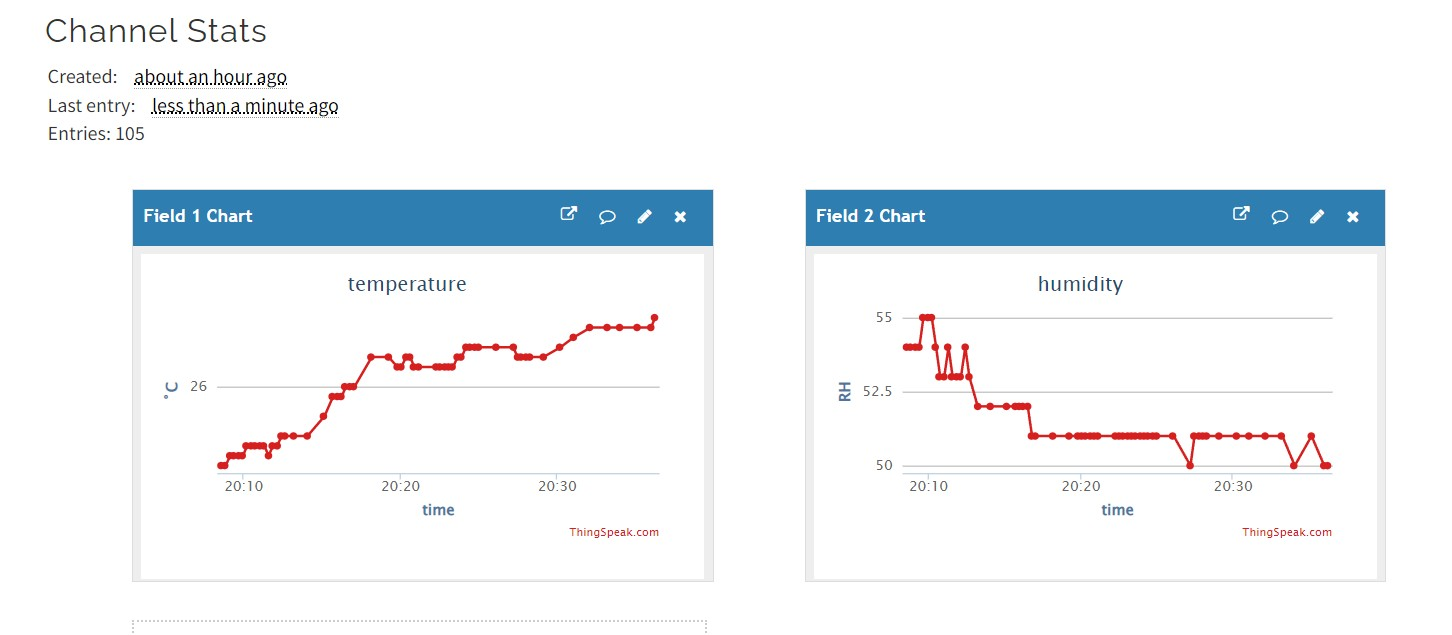 Channel Stats
Created: about an hour ago
Last entry: less than a minute ago
Entries: 105
Field 1 Chart
temperature
°C
26
20:10 20:20 20:30
time
ThingSpeak.com
Field 2 Chart
humidity
RH
55
52.5
50
20:10 20:20 20:30
time
ThingSpeak.com